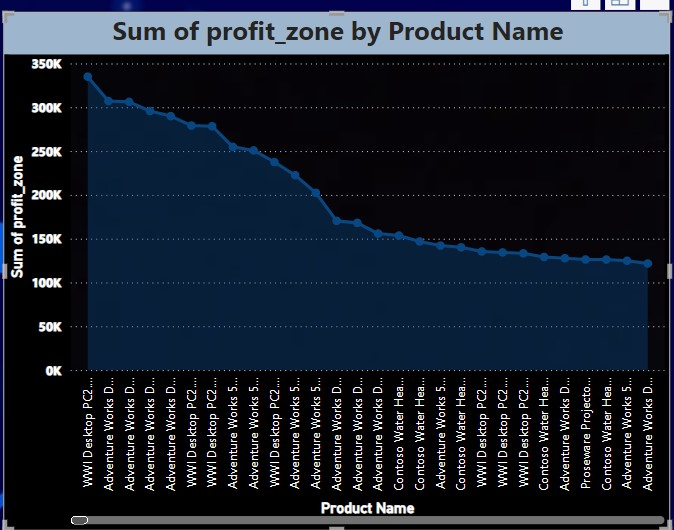 Sum of profit_zone by Product Name
350K
300K
250K
200K
150K
100K
50K
0K
Sum of profit_zone
WWI Desktop PC2....
Adventure Works D...
Adventure Works D...
Adventure Works D...
Adventure Works D...
WWI Desktop PC2....
WWI Desktop PC2....
Adventure Works 5...
Adventure Works 5...
WWI Desktop PC2....
Adventure Works 5...
Adventure Works 5...
Adventure Works D...
Adventure Works D...
Adventure Works D...
Contoso Water Hea...
Contoso Water Hea...
Adventure Works 5...
Contoso Water Hea...
WWI Desktop PC2....
WWI Desktop PC2....
WWI Desktop PC2....
Contoso Water Hea...
Adventure Works D...
Proseware Projecto...
Contoso Water Hea...
Adventure Works 5...
Adventure Works D...
Product Name